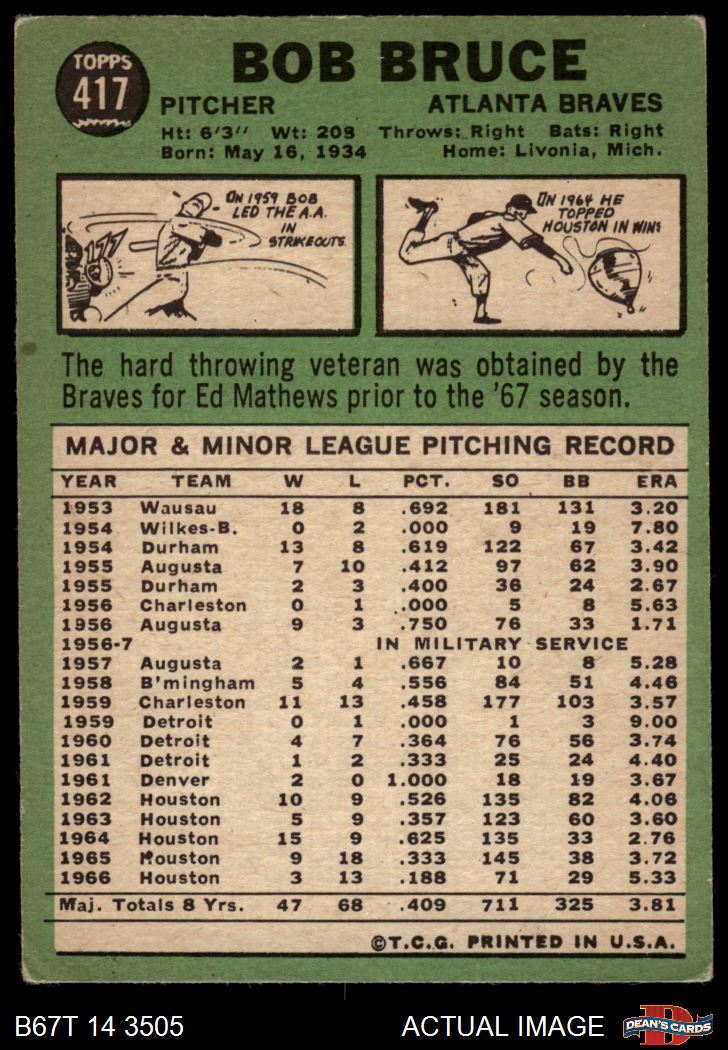 TOPPS
417
BOB BRUCE
PITCHER ATLANTA BRAVES
Ht: 6'3" Wt: 208 Throws: Right Bats: Right
Born: May 16, 1934 Home: Livonia, Mich.
IN 1959 BOB
LED THE A.A.
IN
STRIKEOUTS.
IN 1964 HE
TOPPED
HOUSTON IN WINS
The hard throwing veteran was obtained by the
Braves for Ed Mathews prior to the '67 season.
MAJOR & MINOR LEAGUE PITCHING RECORD
YEAR TEAM W L PCT. SO BB ERA
1953 Wausau 18 8 .692 181 131 3.20
1954 Wilkes-B. 0 2 .000 9 19 7.80
1954 Durham 13 8 .619 122 67 3.42
1955 Augusta 7 10 .412 97 62 3.90
1955 Durham 2 3 .400 36 24 2.67
1956 Charleston 0 1 .000 5 8 5.63
1956 Augusta 9 3 .750 76 33 1.71
1956-7 IN MILITARY SERVICE
1957 Augusta 2 1 .667 10 8 5.28
1958 B'mingham 5 4 .556 84 51 4.46
1959 Charleston 11 13 .458 177 103 3.57
1959 Detroit 0 1 .000 1 3 9.00
1960 Detroit 4 7 .364 76 56 3.74
1961 Detroit 1 2 .333 25 24 4.40
1961 Denver 2 0 1.000 18 19 3.67
1962 Houston 10 9 .526 135 82 4.06
1963 Houston 5 9 .357 123 60 3.60
1964 Houston 15 9 .625 135 33 2.76
1965 Houston 9 18 .333 145 38 3.72
1966 Houston 3 13 .188 71 29 5.33
Maj. Totals 8 Yrs. 47 68 .409 711 325 3.81
©T.C.G. PRINTED IN U.S.A.
B67T 14 3505 ACTUAL IMAGE
D
DEAN'S CARDS